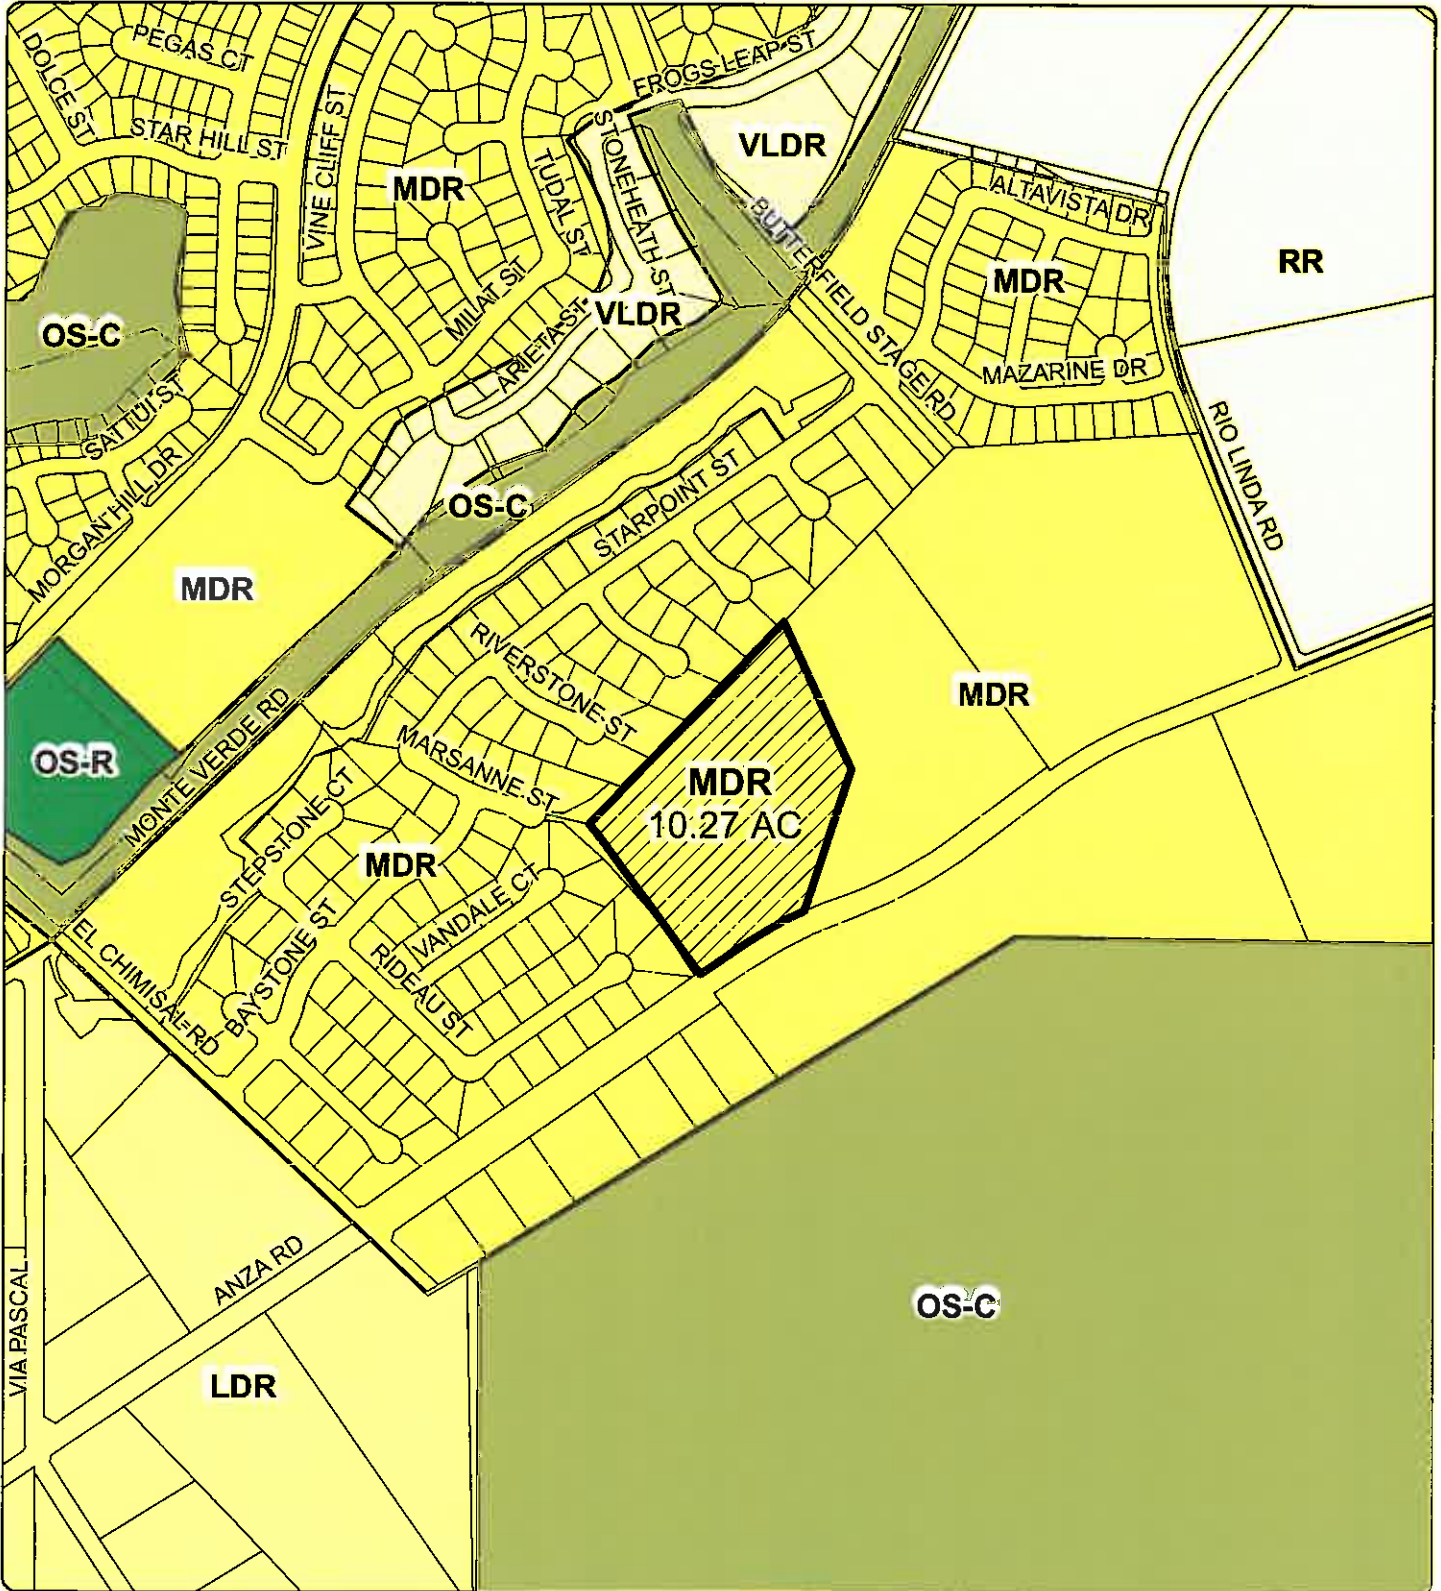 PEGAS CT
DOLCE ST
STAR HILL ST
VINE CLIFF ST
MDR
TUDAL ST
STONEHEATH ST
FROGS LEAP ST
VLDR
BUTTERFIELD STAGE RD
ALTAVISTA DR
MDR
RR
MAZARINE DR
RIO LINDA RD
OS-C
MILAT ST
ARIETA ST
VLDR
SATTUI ST
MORGAN HILL DR
OS-C
STARPOINT ST
MDR
RIVERSTONE ST
MDR
OS-R
MONTE VERDE RD
MARSANNE ST
MDR
10.27 AC
STEPSTONE CT
MDR
VANDALE CT
BAYSTONE ST
RIDEAU ST
EL CHIMISAL RD
ANZA RD
VIA PASCAL
OS-C
LDR